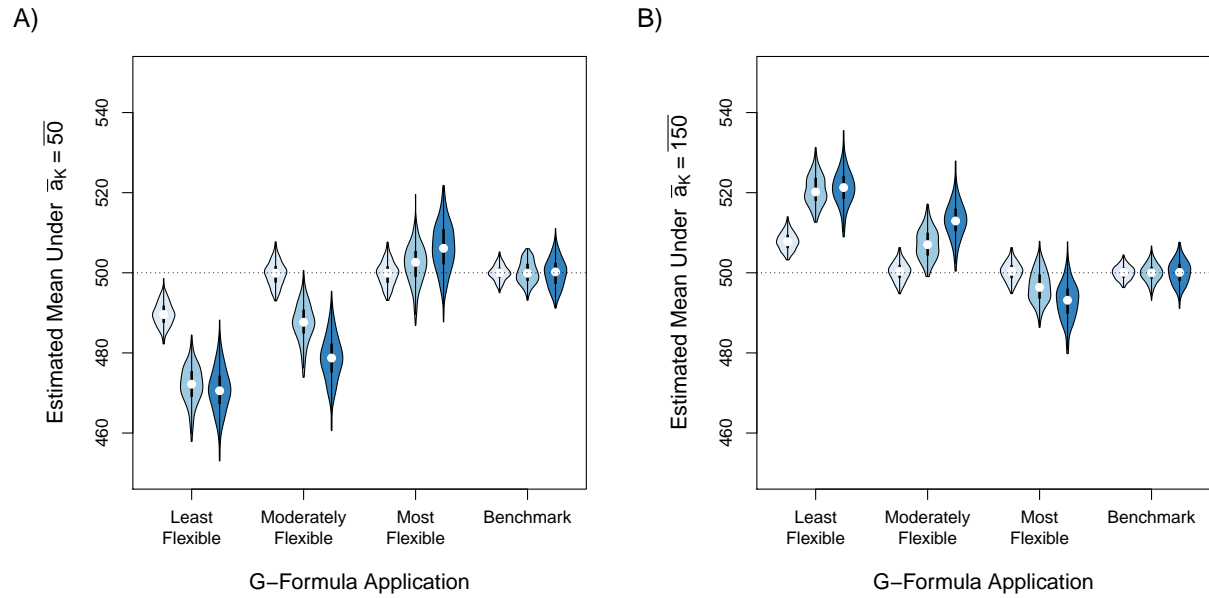 A)
Estimated Mean Under a̅K = 5̅0̅
540
520
500
480
460
Least
Flexible
Moderately
Flexible
Most
Flexible
Benchmark
G−Formula Application
B)
Estimated Mean Under a̅K = 1̅5̅0̅
540
520
500
480
460
Least
Flexible
Moderately
Flexible
Most
Flexible
Benchmark
G−Formula Application